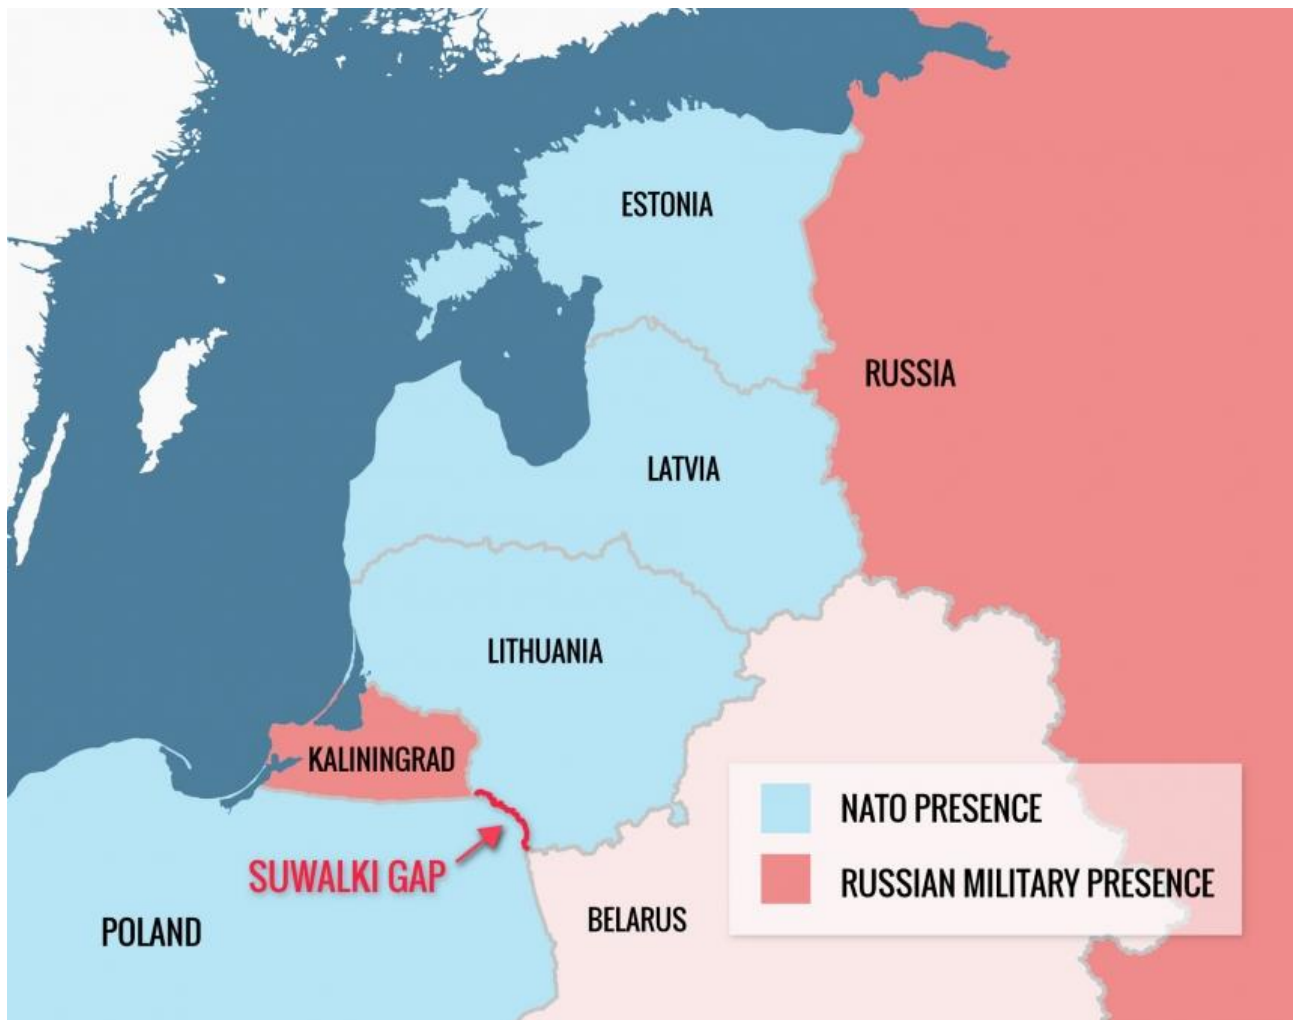 ESTONIA
RUSSIA
LATVIA
LITHUANIA
KALININGRAD
NATO PRESENCE
RUSSIAN MILITARY PRESENCE
SUWALKI GAP
POLAND
BELARUS